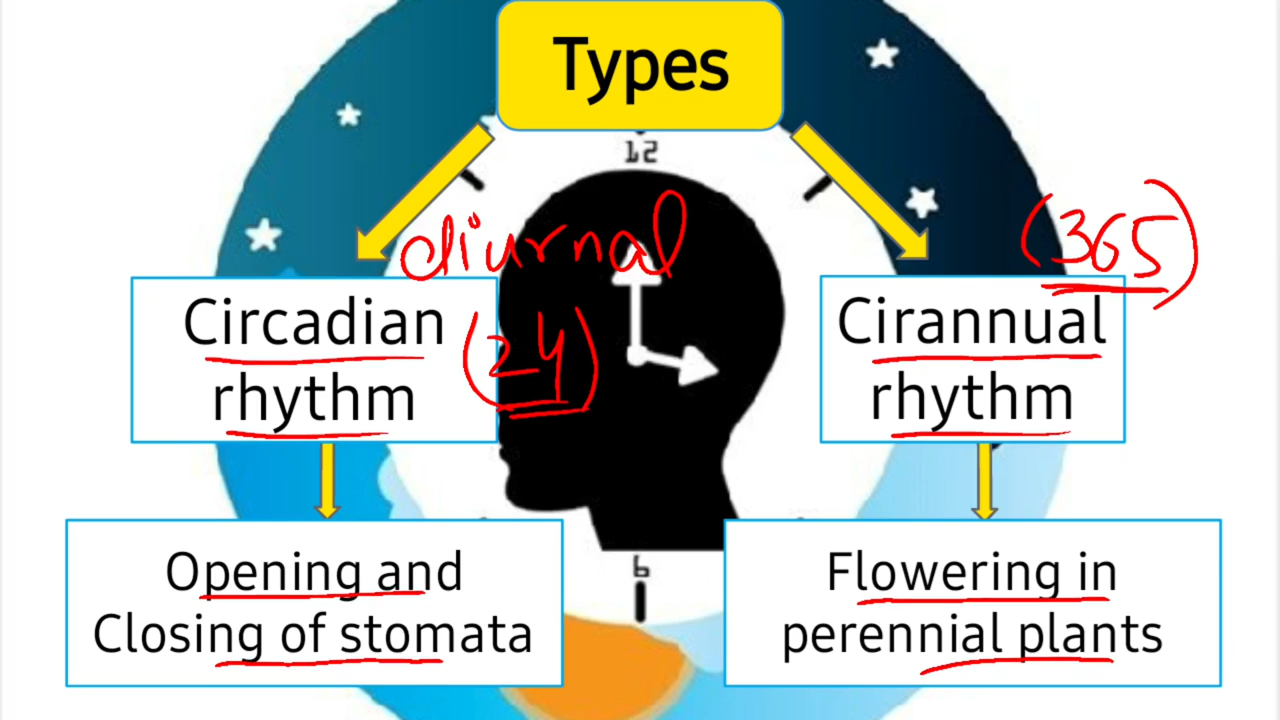 Types
12
diurnal
(365)
Circadian
rhythm
(24)
Cirannual
rhythm
Opening and
Closing of stomata
6
Flowering in
perennial plants